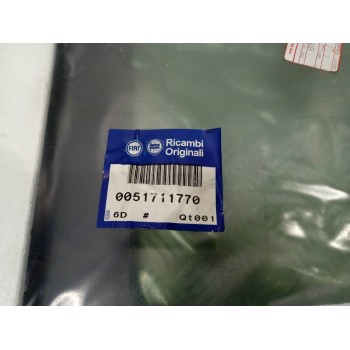 FIAT
Ricambi
Originali
0051711770
6D # Qt001